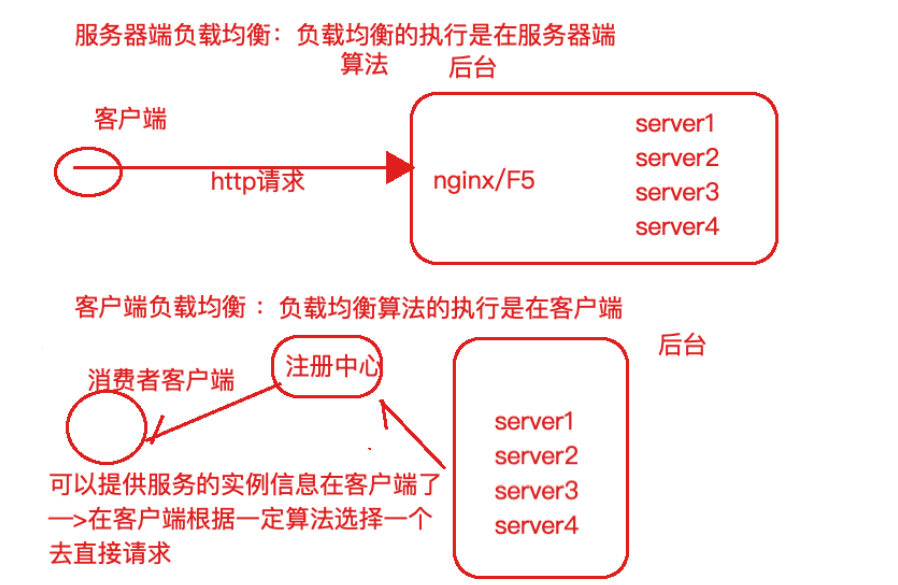 服务器端负载均衡：负载均衡的执行是在服务器端
算法
后台
客户端
http请求
nginx/F5
server1
server2
server3
server4
客户端负载均衡 ：负载均衡算法的执行是在客户端
后台
注册中心
消费者客户端
server1
server2
server3
server4
可以提供服务的实例信息在客户端了
—>在客户端根据一定算法选择一个
去直接请求